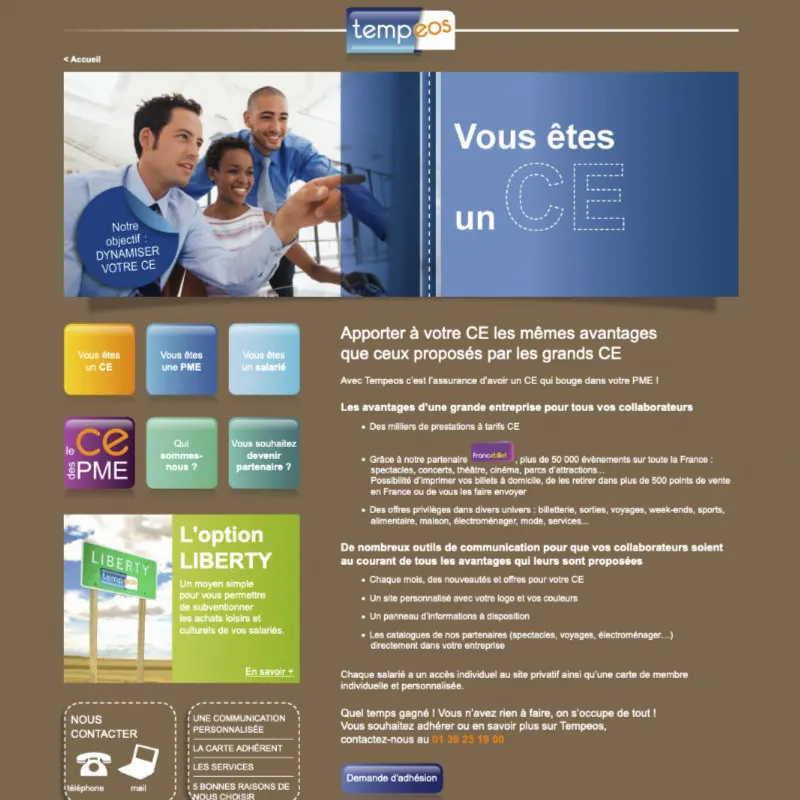 tempeos
< Accueil
Vous êtes
un CE
Notre
objectif :
DYNAMISER
VOTRE CE
Vous êtes
un CE
Vous êtes
une PME
Vous êtes
un salarié
le ce
des PME
Qui
sommes-
nous ?
Vous souhaitez
devenir
partenaire ?
L'option
LIBERTY
Un moyen simple
pour vous permettre
de subventionner
les achats loisirs et
culturels de vos salariés.
En savoir +
LIBERTY
tempeos
NOUS
CONTACTER
téléphone
mail
UNE COMMUNICATION
PERSONNALISÉE
LA CARTE ADHÉRENT
LES SERVICES
5 BONNES RAISONS DE
NOUS CHOISIR
Apporter à votre CE les mêmes avantages
que ceux proposés par les grands CE
Avec Tempeos c'est l'assurance d'avoir un CE qui bouge dans votre PME !
Les avantages d'une grande entreprise pour tous vos collaborateurs
• Des milliers de prestations à tarifs CE
• Grâce à notre partenaire francebillet, plus de 50 000 évènements sur toute la France :
spectacles, concerts, théâtre, cinéma, parcs d'attractions...
Possibilité d'imprimer vos billets à domicile, de les retirer dans plus de 500 points de vente
en France ou de vous les faire envoyer
• Des offres privilèges dans divers univers : billetterie, sorties, voyages, week-ends, sports,
alimentaire, maison, électroménager, mode, services...
De nombreux outils de communication pour que vos collaborateurs soient
au courant de tous les avantages qui leurs sont proposées
• Chaque mois, des nouveautés et offres pour votre CE
• Un site personnalisé avec votre logo et vos couleurs
• Un panneau d'informations à disposition
• Les catalogues de nos partenaires (spectacles, voyages, électroménager…)
directement dans votre entreprise
Chaque salarié a un accès individuel au site privatif ainsi qu'une carte de membre
individuelle et personnalisée.
Quel temps gagné ! Vous n'avez rien à faire, on s'occupe de tout !
Vous souhaitez adhérer ou en savoir plus sur Tempeos,
contactez-nous au 01 39 23 19 00
Demande d'adhésion